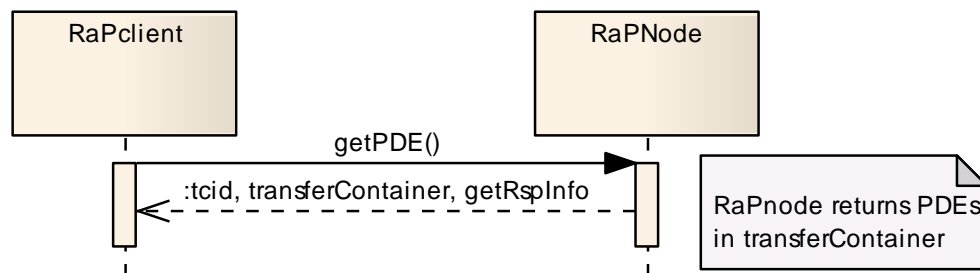 RaPclient
RaPNode
getPDE()
:tcid, transferContainer, getRspInfo
RaPnode returns PDEs
in transferContainer